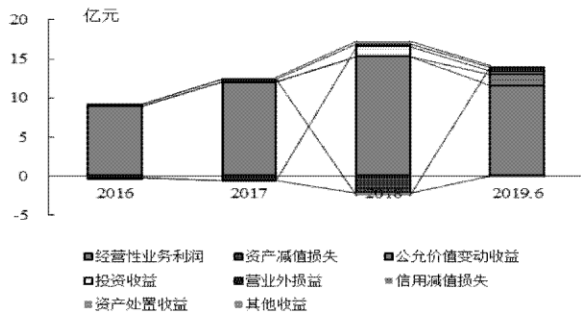 亿元
20
15
10
5
0
-5
2016 2017 2018 2019.6
经营性业务利润 资产减值损失 公允价值变动收益
投资收益 营业外损益 信用减值损失
资产处置收益 其他收益